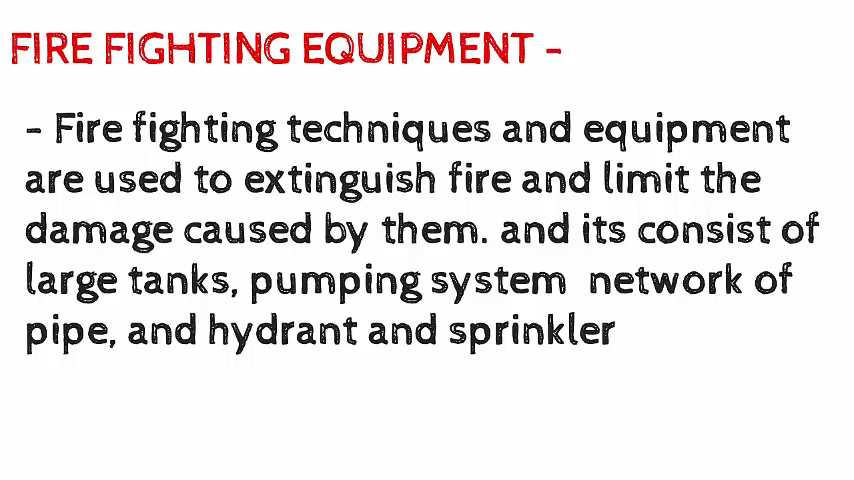 FIRE FIGHTING EQUIPMENT -
- Fire fighting techniques and equipment
are used to extinguish fire and limit the
damage caused by them. and its consist of
large tanks, pumping system network of
pipe, and hydrant and sprinkler